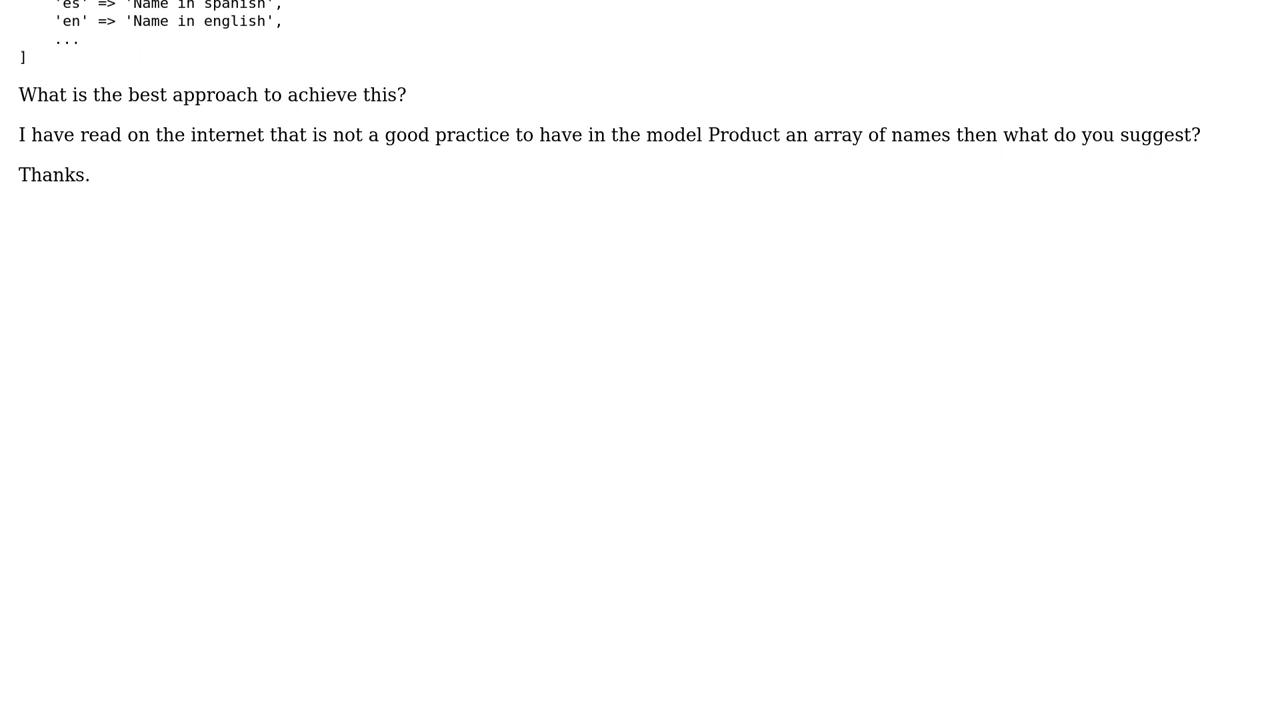 'es' => 'Name in spanish',
'en' => 'Name in english',
...
]
What is the best approach to achieve this?
I have read on the internet that is not a good practice to have in the model Product an array of names then what do you suggest?
Thanks.